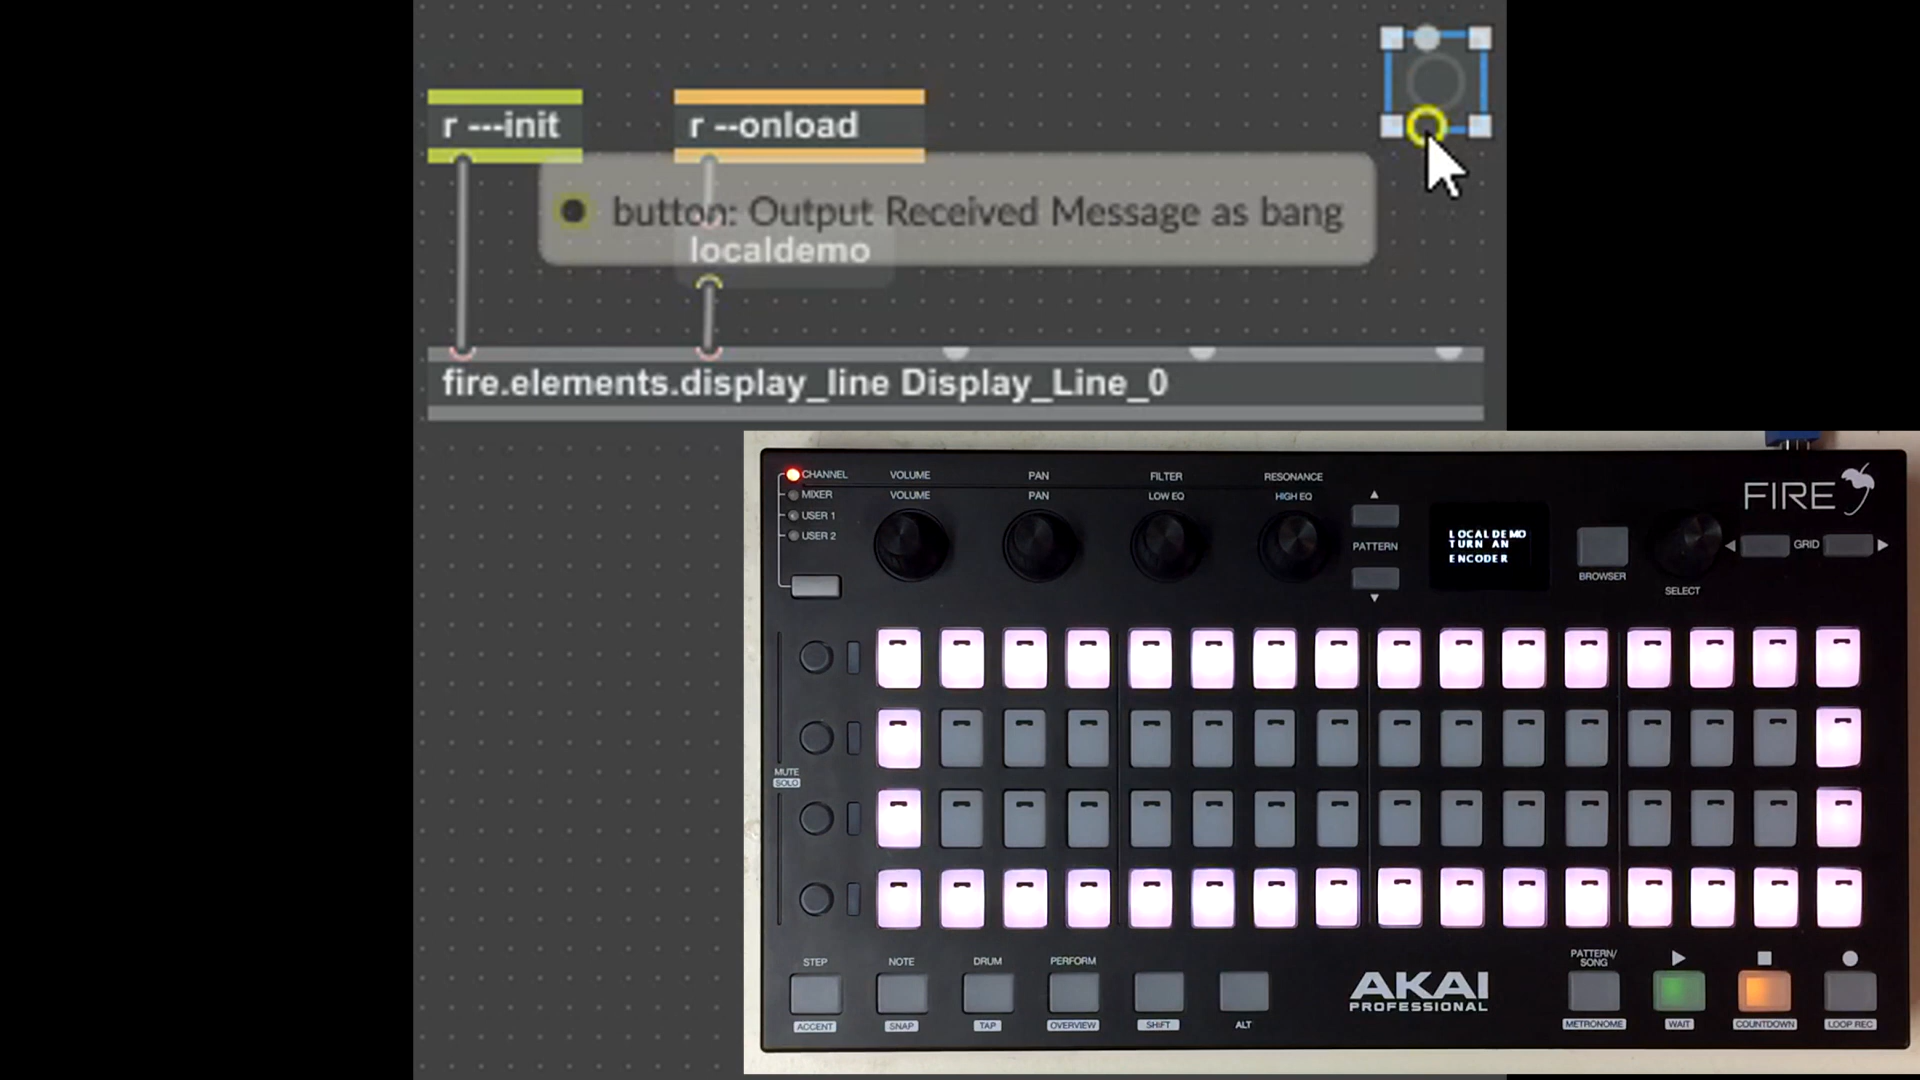 r ---init
r --onload
button: Output Received Message as bang
localdemo
fire.elements.display_line Display_Line_0
CHANNEL
MIXER
USER 1
USER 2
VOLUME PAN FILTER RESONANCE
VOLUME PAN LOW EQ HIGH EQ
PATTERN
LOCALDEMO
TURN AN
ENCODER
BROWSER
SELECT
FIRE
GRID
MUTE
SOLO
STEP NOTE DRUM PERFORM
ACCENT SNAP TAP OVERVIEW SHIFT ALT
AKAI
PROFESSIONAL
PATTERN/
SONG
METRONOME WAIT COUNTDOWN LOOP REC